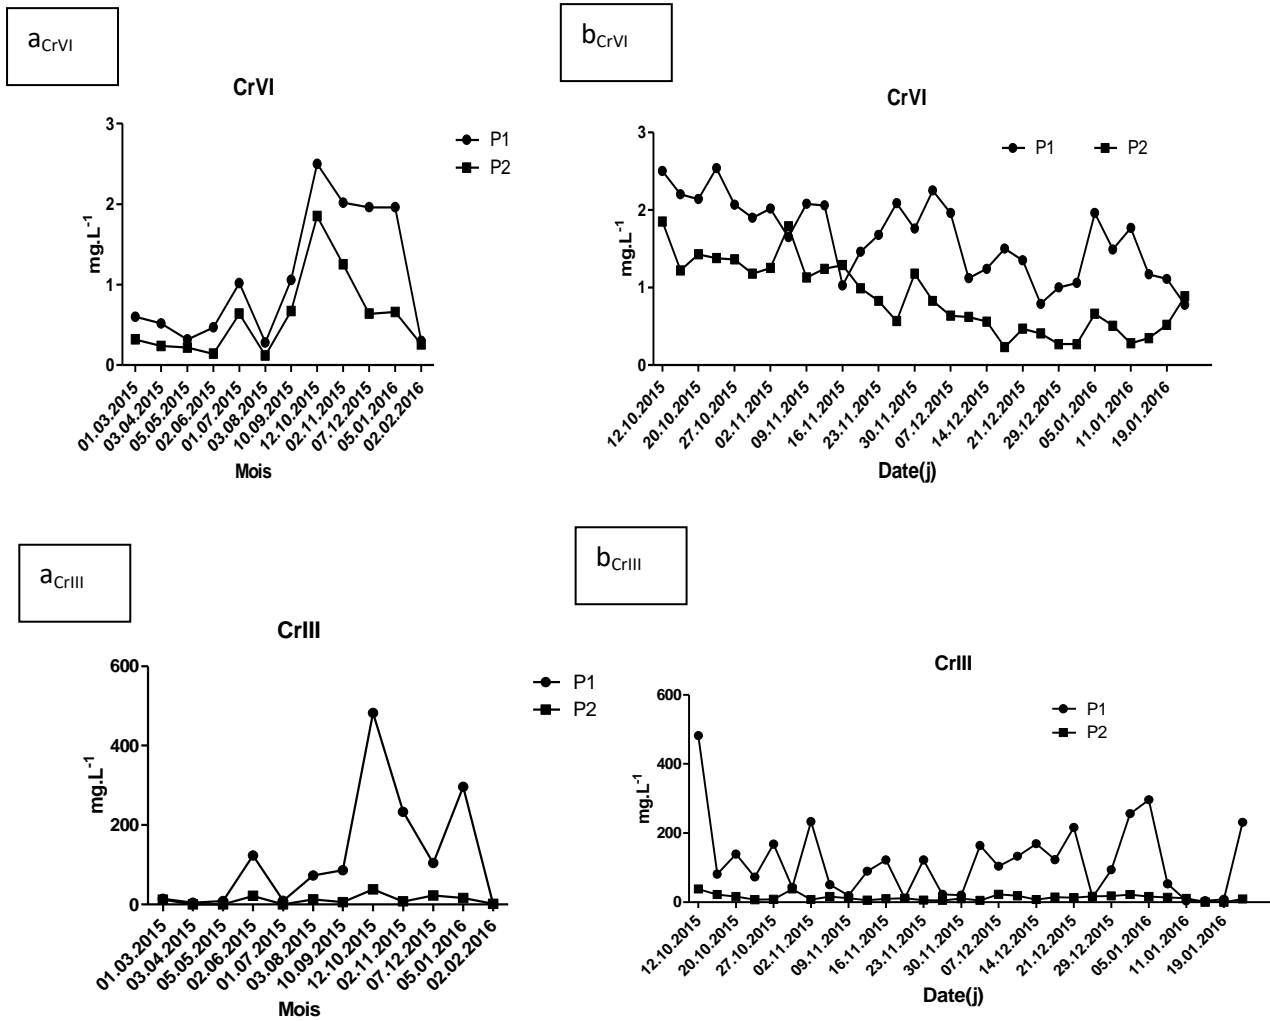 aCrVI
CrVI
3
2
1
0
mg.L-1
P1
P2
01.03.2015
03.04.2015
05.05.2015
02.06.2015
01.07.2015
03.08.2015
10.09.2015
12.10.2015
02.11.2015
07.12.2015
05.01.2016
02.02.2016
Mois
bCrVI
CrVI
3
2
1
0
mg.L-1
P1
P2
12.10.2015
20.10.2015
27.10.2015
02.11.2015
09.11.2015
16.11.2015
23.11.2015
30.11.2015
07.12.2015
14.12.2015
21.12.2015
29.12.2015
05.01.2016
11.01.2016
19.01.2016
Date(j)
aCrIII
CrIII
600
400
200
0
mg.L-1
P1
P2
01.03.2015
03.04.2015
05.05.2015
02.06.2015
01.07.2015
03.08.2015
10.09.2015
12.10.2015
02.11.2015
07.12.2015
05.01.2016
02.02.2016
Mois
bCrIII
CrIII
600
400
200
0
mg.L-1
P1
P2
12.10.2015
20.10.2015
27.10.2015
02.11.2015
09.11.2015
16.11.2015
23.11.2015
30.11.2015
07.12.2015
14.12.2015
21.12.2015
29.12.2015
05.01.2016
11.01.2016
19.01.2016
Date(j)